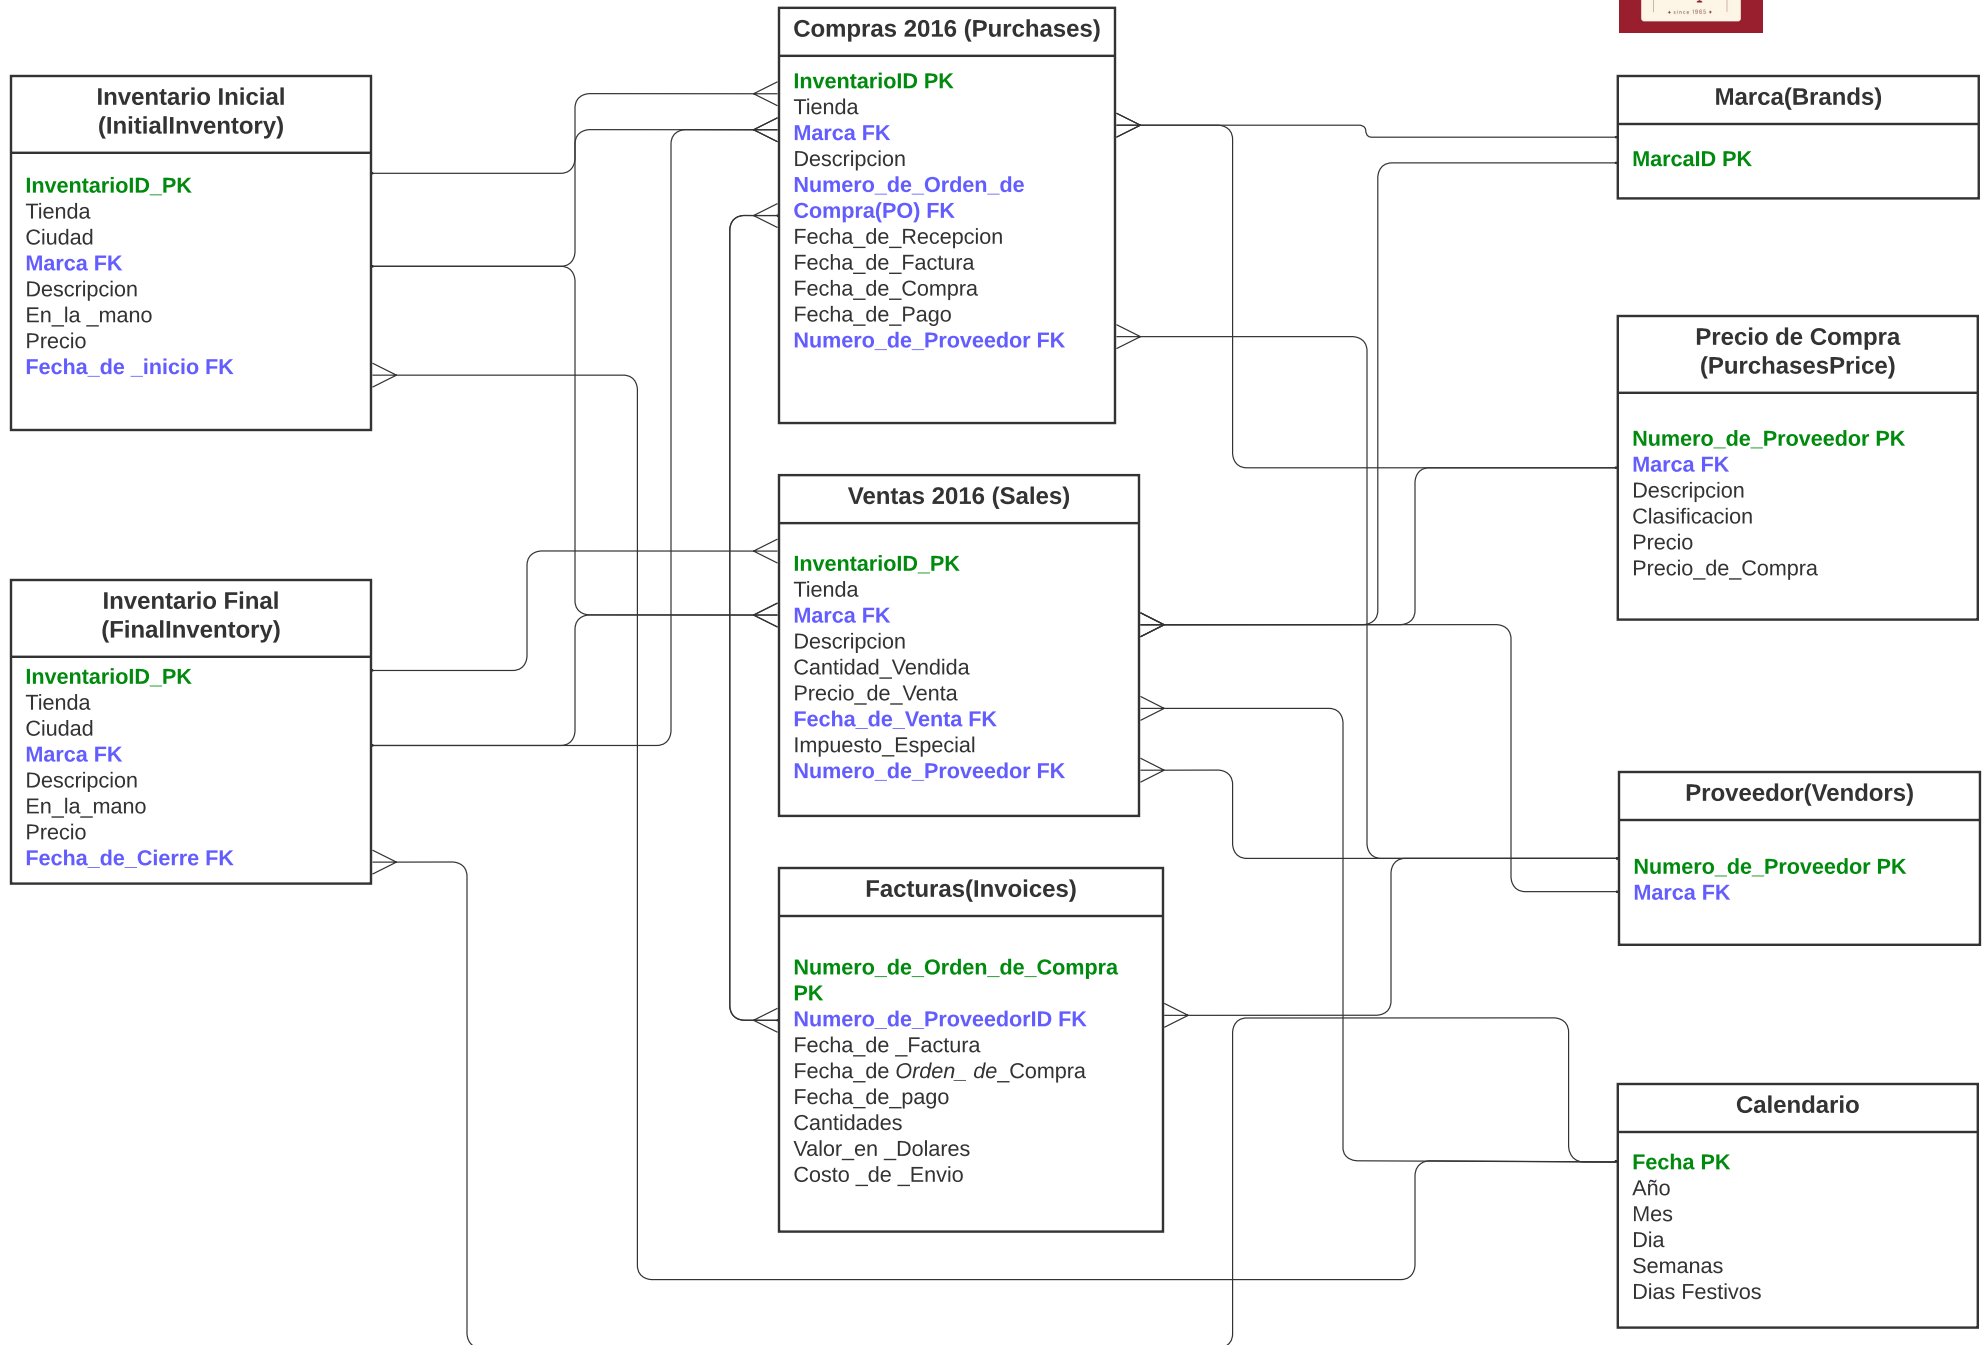 ✦ since 1965 ✦
Inventario Inicial
(InitialInventory)
InventarioID_PK
Tienda
Ciudad
Marca FK
Descripcion
En_la _mano
Precio
Fecha_de _inicio FK
Inventario Final
(FinalInventory)
InventarioID_PK
Tienda
Ciudad
Marca FK
Descripcion
En_la_mano
Precio
Fecha_de_Cierre FK
Compras 2016 (Purchases)
InventarioID PK
Tienda
Marca FK
Descripcion
Numero_de_Orden_de
Compra(PO) FK
Fecha_de_Recepcion
Fecha_de_Factura
Fecha_de_Compra
Fecha_de_Pago
Numero_de_Proveedor FK
Ventas 2016 (Sales)
InventarioID_PK
Tienda
Marca FK
Descripcion
Cantidad_Vendida
Precio_de_Venta
Fecha_de_Venta FK
Impuesto_Especial
Numero_de_Proveedor FK
Facturas(Invoices)
Numero_de_Orden_de_Compra
PK
Numero_de_ProveedorID FK
Fecha_de _Factura
Fecha_de Orden_ de_Compra
Fecha_de_pago
Cantidades
Valor_en _Dolares
Costo _de _Envio
Marca(Brands)
MarcaID PK
Precio de Compra
(PurchasesPrice)
Numero_de_Proveedor PK
Marca FK
Descripcion
Clasificacion
Precio
Precio_de_Compra
Proveedor(Vendors)
Numero_de_Proveedor PK
Marca FK
Calendario
Fecha PK
Año
Mes
Dia
Semanas
Dias Festivos